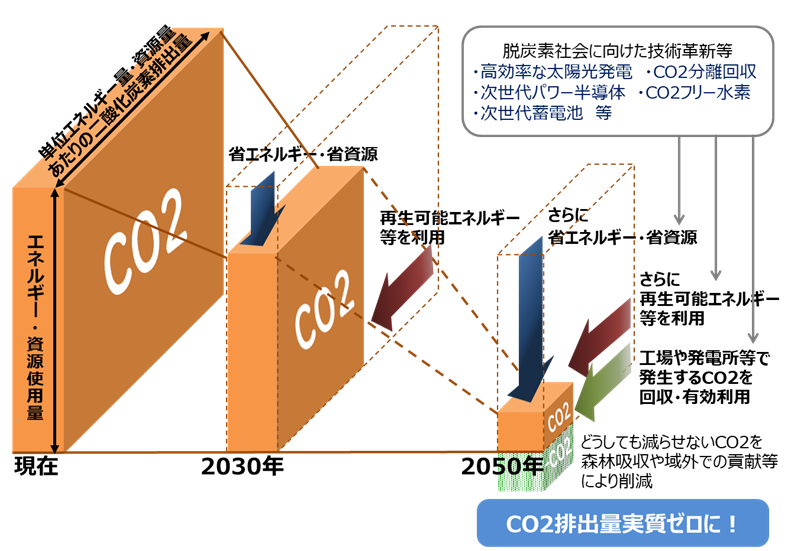 単位エネルギー量・資源量
あたりの二酸化炭素排出量
エネルギー・資源使用量
CO2
現在
省エネルギー・省資源
再生可能エネルギー
等を利用
CO2
2030年
脱炭素社会に向けた技術革新等
・高効率な太陽光発電 ・CO2分離回収
・次世代パワー半導体 ・CO2フリー水素
・次世代蓄電池 等
さらに
省エネルギー・省資源
さらに
再生可能エネルギー
等を利用
工場や発電所等で
発生するCO2を
回収・有効利用
CO2
-CO2
2050年
どうしても減らせないCO2を
森林吸収や域外での貢献等
により削減
CO2排出量実質ゼロに！